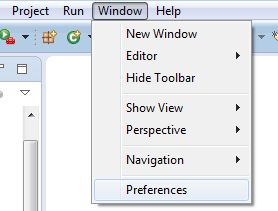 Project Run Window Help
New Window
Editor
Hide Toolbar
Show View
Perspective
Navigation
Preferences